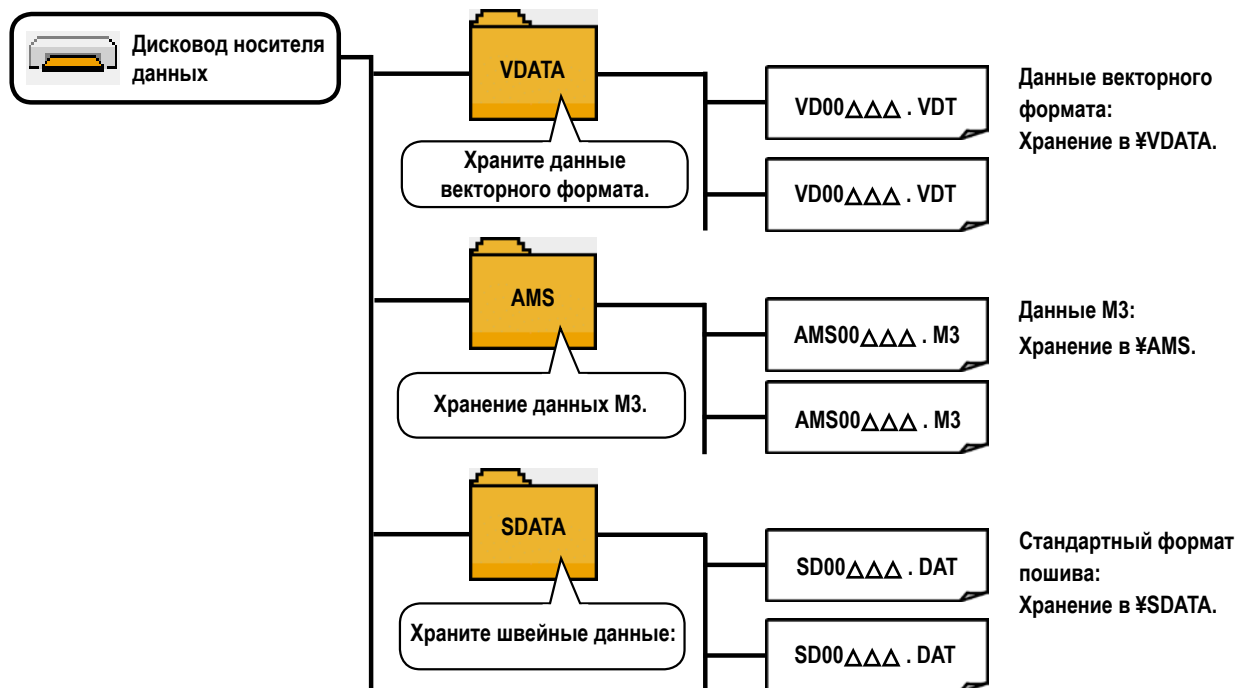 Дисковод носителя
данных
VDATA
Храните данные
векторного формата.
VD00△△△ . VDT
VD00△△△ . VDT
Данные векторного
формата:
Хранение в ¥VDATA.
AMS
Хранение данных M3.
AMS00△△△ . M3
AMS00△△△ . M3
Данные M3:
Хранение в ¥AMS.
SDATA
Храните швейные данные:
SD00△△△ . DAT
SD00△△△ . DAT
Стандартный формат
пошива:
Хранение в ¥SDATA.